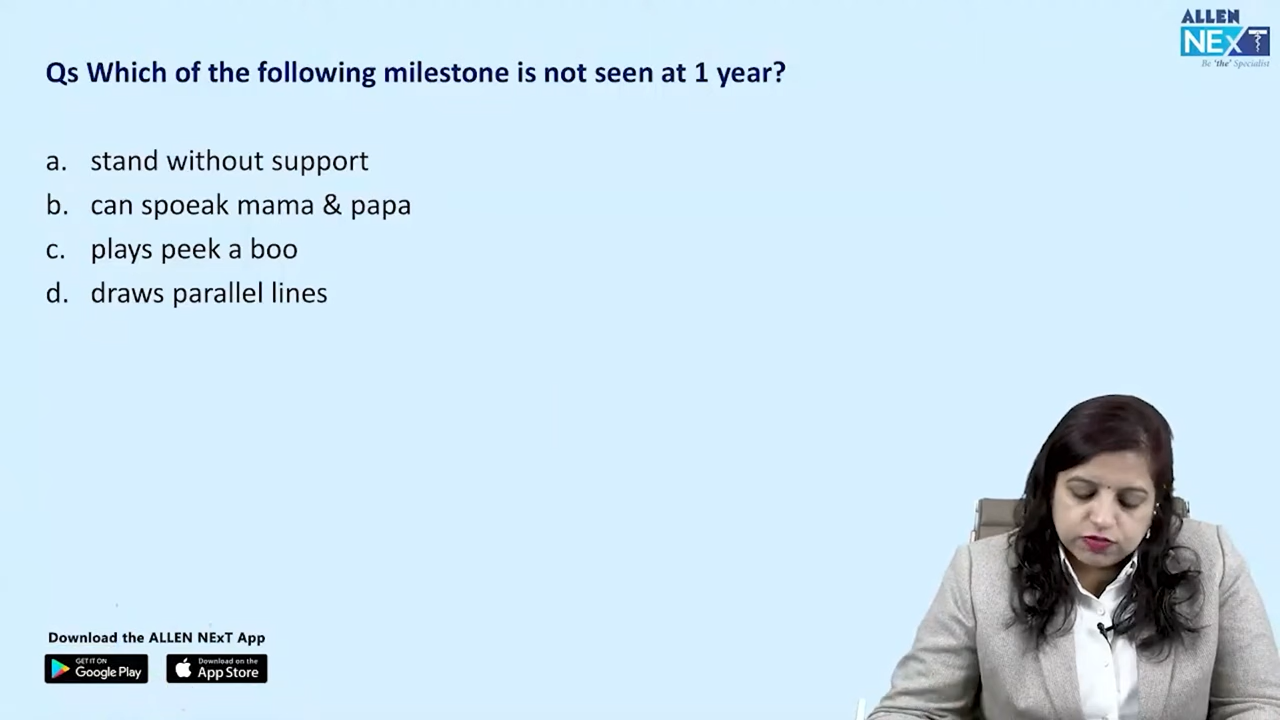 ALLEN
NExT
Be 'the' Specialist
Qs Which of the following milestone is not seen at 1 year?
a. stand without support
b. can spoeak mama & papa
c. plays peek a boo
d. draws parallel lines
Download the ALLEN NExT App
GET IT ON
Google Play
Download on the
App Store